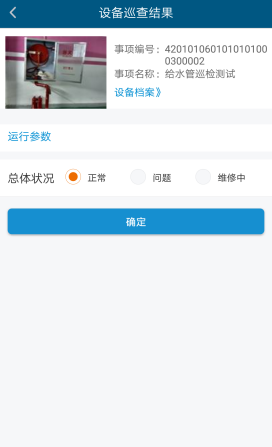 设备巡查结果
事项编号：420101060101010100
0300002
事项名称：给水管巡检测试
设备档案》
运行参数
总体状况 正常 问题 维修中
确定